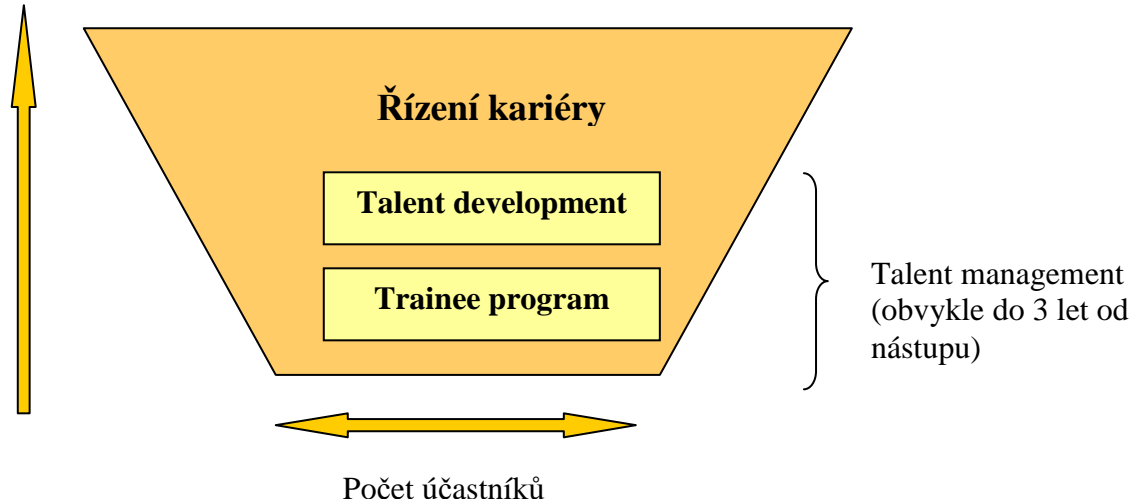 Řízení kariéry
Talent development
Trainee program
Talent management
(obvykle do 3 let od
nástupu)
Počet účastníků